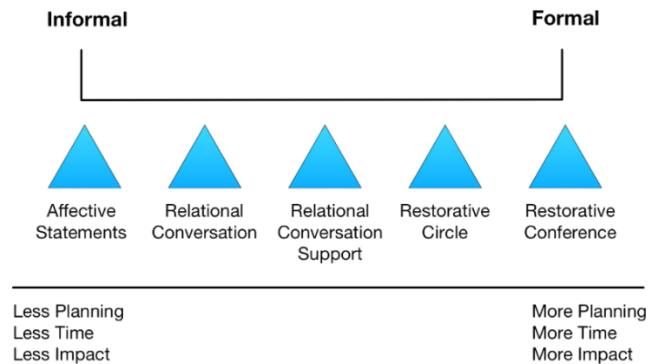 Informal
Formal
Affective
Statements
Relational
Conversation
Relational
Conversation
Support
Restorative
Circle
Restorative
Conference
Less Planning
Less Time
Less Impact
More Planning
More Time
More Impact